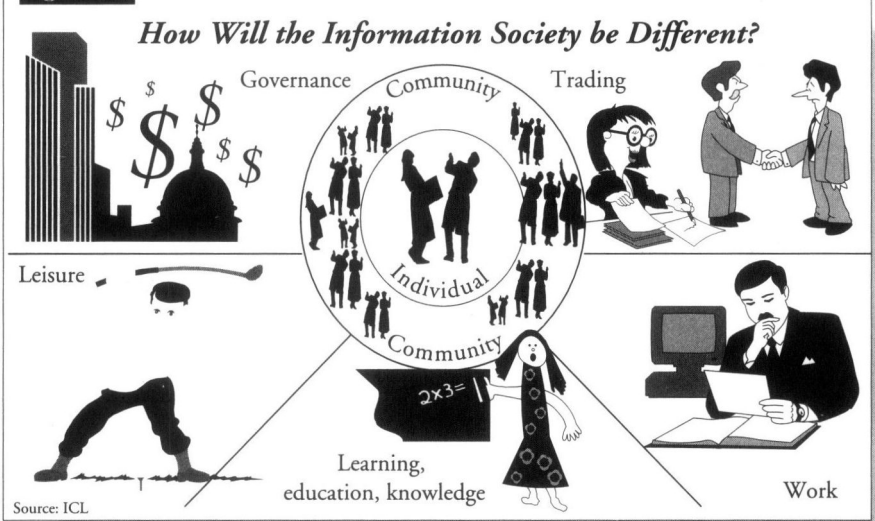 How Will the Information Society be Different?
Governance
Community
Trading
$ $ $ $ $
Individual
Leisure
Community
2x3=
Learning,
education, knowledge
Work
Source: ICL